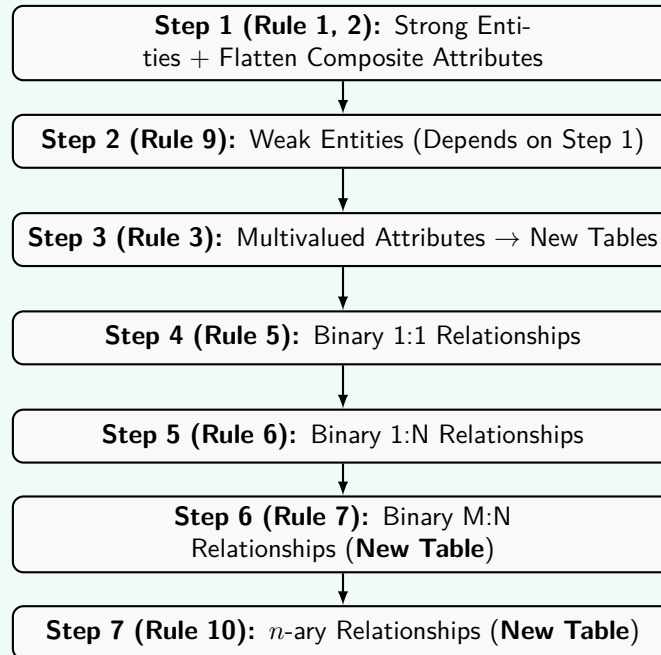 Step 1 (Rule 1, 2): Strong Enti-
ties + Flatten Composite Attributes
Step 2 (Rule 9): Weak Entities (Depends on Step 1)
Step 3 (Rule 3): Multivalued Attributes → New Tables
Step 4 (Rule 5): Binary 1:1 Relationships
Step 5 (Rule 6): Binary 1:N Relationships
Step 6 (Rule 7): Binary M:N
Relationships (New Table)
Step 7 (Rule 10): n-ary Relationships (New Table)